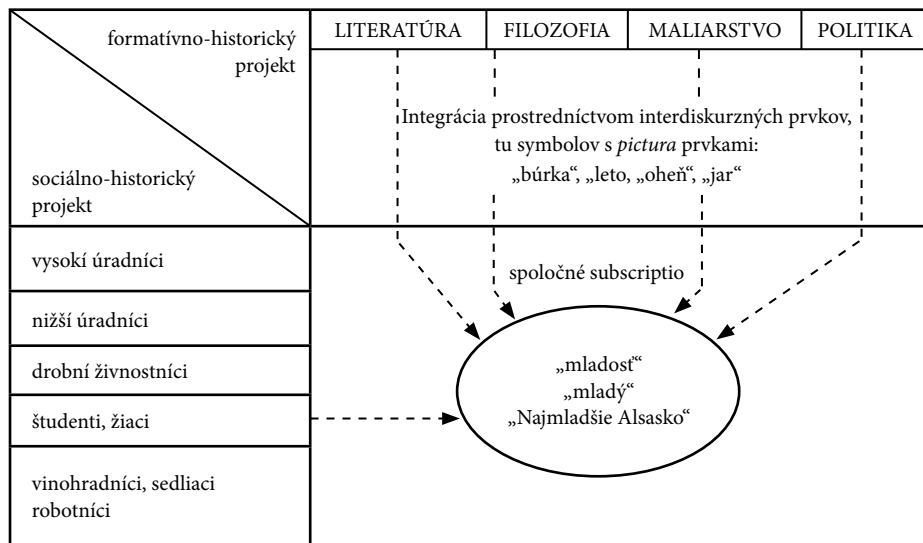 formatívno-historický
projekt
sociálno-historický
projekt
LITERATÚRA
FILOZOFIA
MALIARSTVO
POLITIKA
Integrácia prostredníctvom interdiskurzných prvkov,
tu symbolov s pictura prvkami:
„búrka“, „leto, „oheň“, „jar“
vysokí úradníci
nižší úradníci
drobní živnostníci
študenti, žiaci
vinohradníci, sedliaci
robotníci
spoločné subscriptio
„mladosť“
„mladý“
„Najmladšie Alsasko“